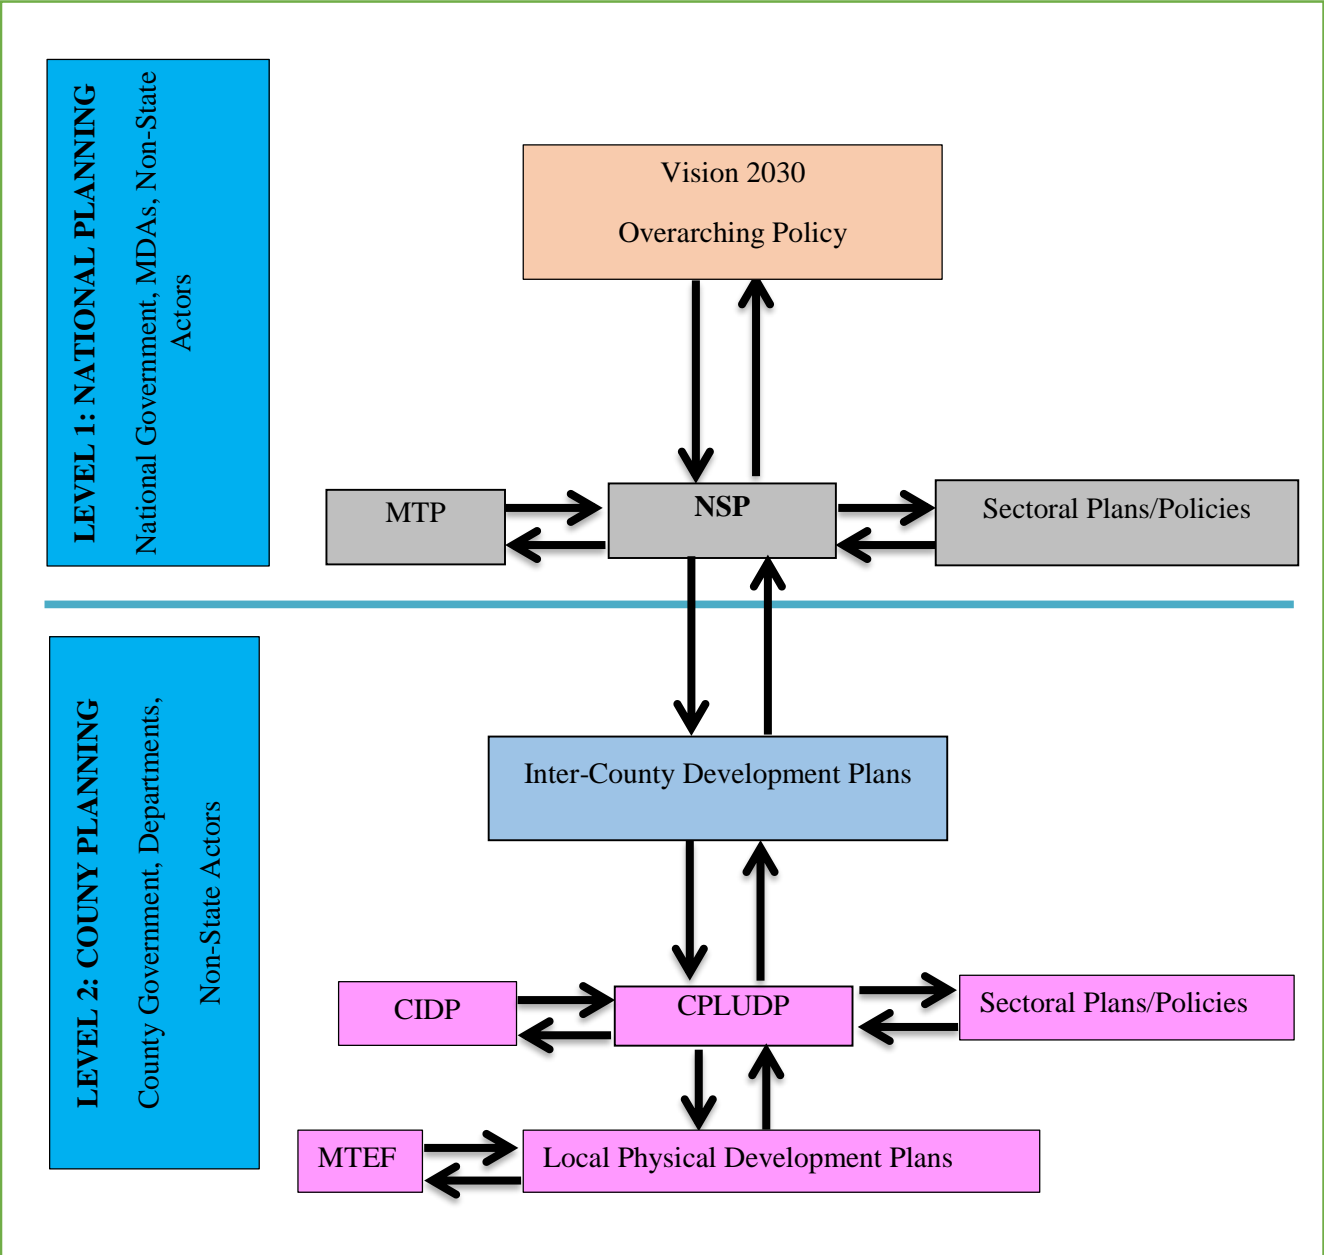 LEVEL 1: NATIONAL PLANNING
National Government, MDAs, Non-State
Actors
Vision 2030
Overarching Policy
MTP
NSP
Sectoral Plans/Policies
LEVEL 2: COUNY PLANNING
County Government, Departments,
Non-State Actors
Inter-County Development Plans
CIDP
CPLUDP
Sectoral Plans/Policies
MTEF
Local Physical Development Plans